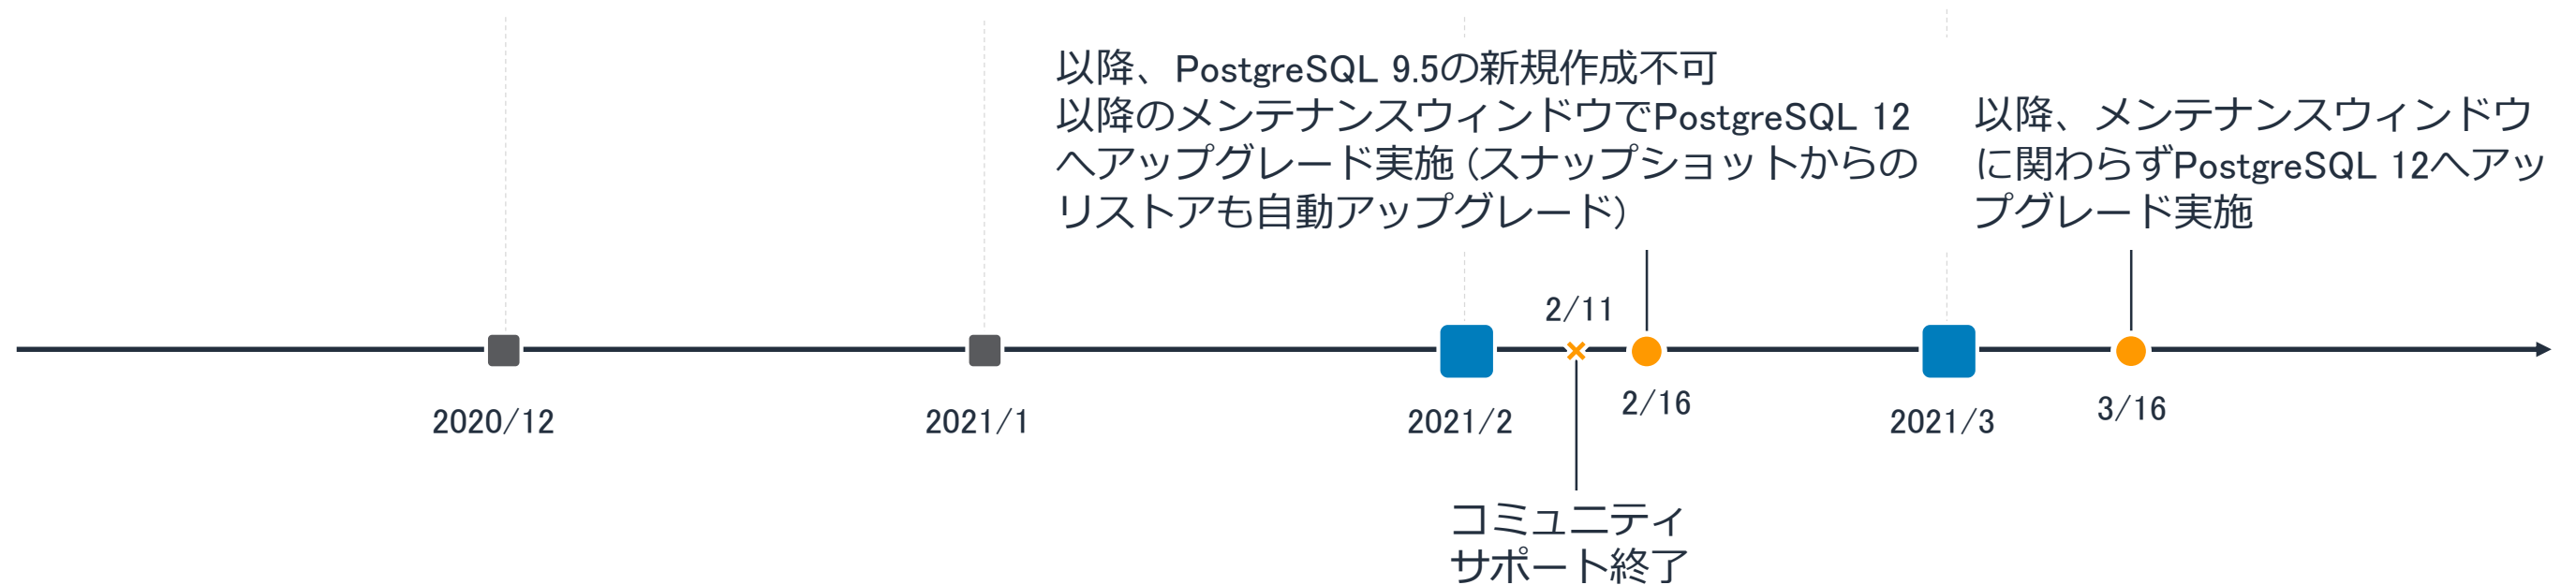 以降、PostgreSQL 9.5の新規作成不可
以降のメンテナンスウィンドウでPostgreSQL 12
へアップグレード実施 (スナップショットからの
リストアも自動アップグレード)
以降、メンテナンスウィンドウ
に関わらずPostgreSQL 12へアッ
プグレード実施
2/11
2020/12
2021/1
2021/2
2/16
2021/3
3/16
コミュニティ
サポート終了